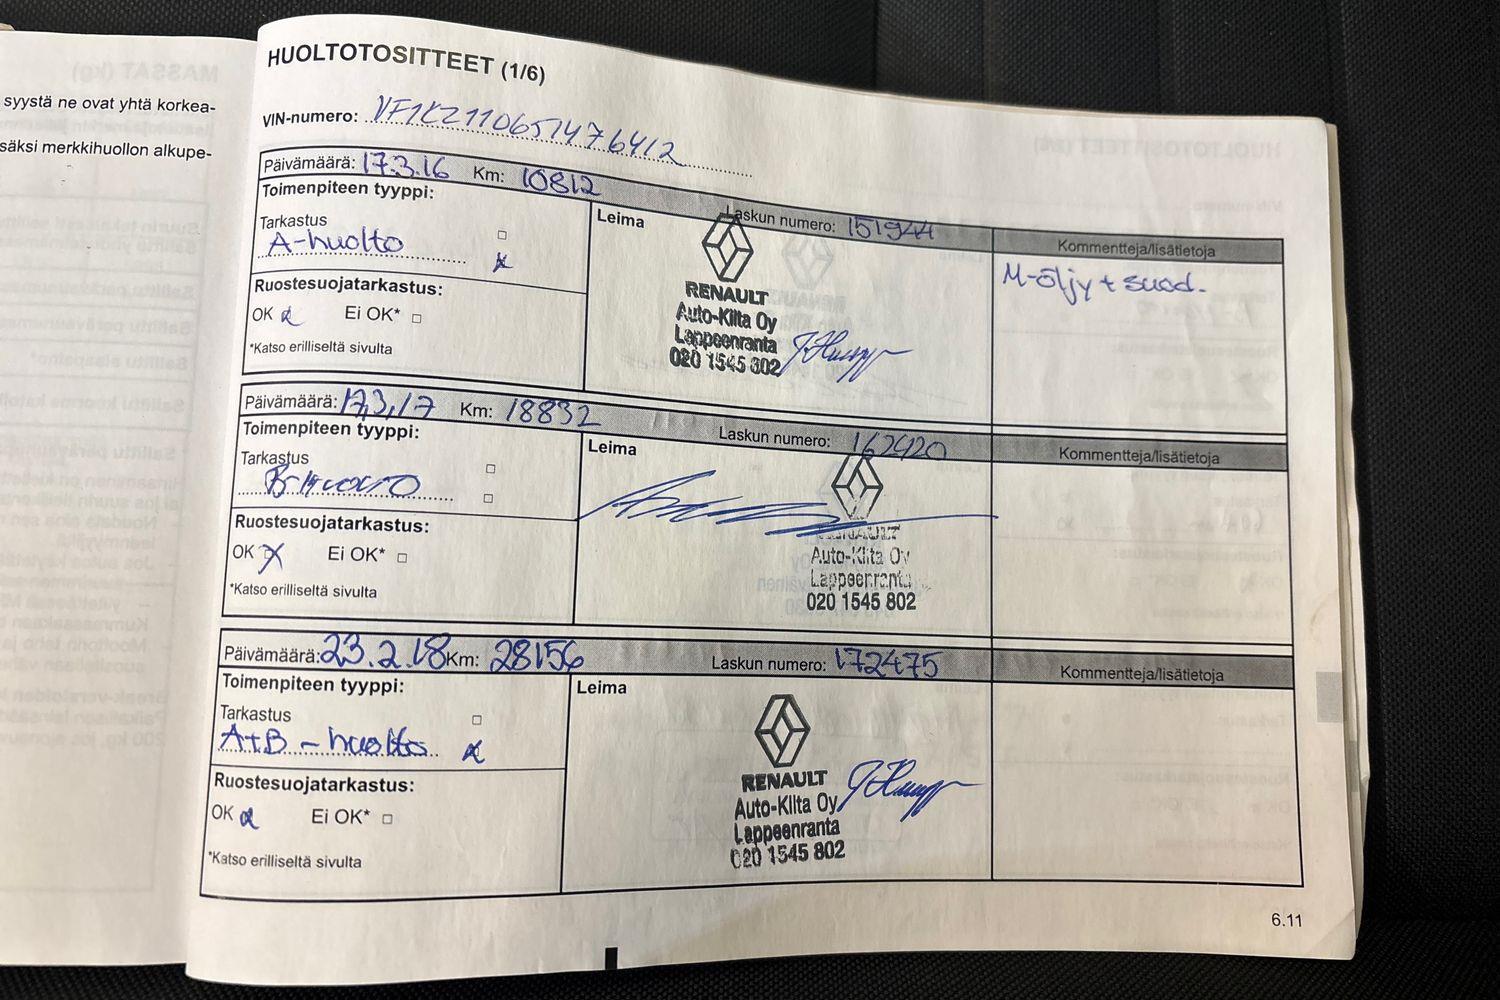 syystä ne ovat yhtä korkea-
säksi merkkihuollon alkupe-
HUOLTOTOSITTEET (1/6)
VIN-numero: VF1KZ110651476412
Päivämäärä: 17.3.16 Km: 10812 Laskun numero: 151944
Toimenpiteen tyyppi:
Tarkastus
A-huolto
Ruostesuojatarkastus:
OK Ei OK*
*Katso erilliseltä sivulta
Leima
RENAULT
Auto-Kilta Oy
Lappeenranta
020 1545 802
Kommentteja/lisätietoja
M-öljy + suod.
Päivämäärä: 17.3.17 Km: 18832 Laskun numero: 162420
Toimenpiteen tyyppi:
Tarkastus
B-HUOLTO
Ruostesuojatarkastus:
OK Ei OK*
*Katso erilliseltä sivulta
Leima
RENAULT
Auto-Kilta Oy
Lappeenranta
020 1545 802
Kommentteja/lisätietoja
Päivämäärä: 23.2.18 Km: 28156 Laskun numero: 172475
Toimenpiteen tyyppi:
Tarkastus
A+B-huolto
Ruostesuojatarkastus:
OK Ei OK*
*Katso erilliseltä sivulta
Leima
RENAULT
Auto-Kilta Oy
Lappeenranta
020 1545 802
Kommentteja/lisätietoja
6.11